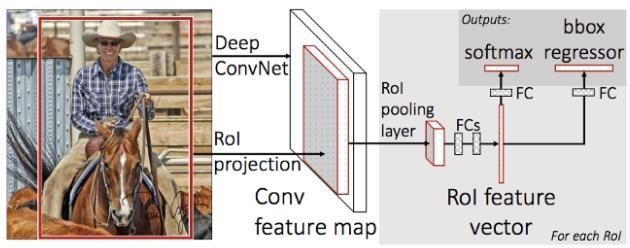 Deep
ConvNet
RoI
projection
Conv
feature map
RoI
pooling
layer
FCs
Outputs:
softmax
bbox
regressor
FC
FC
RoI feature
vector
For each RoI